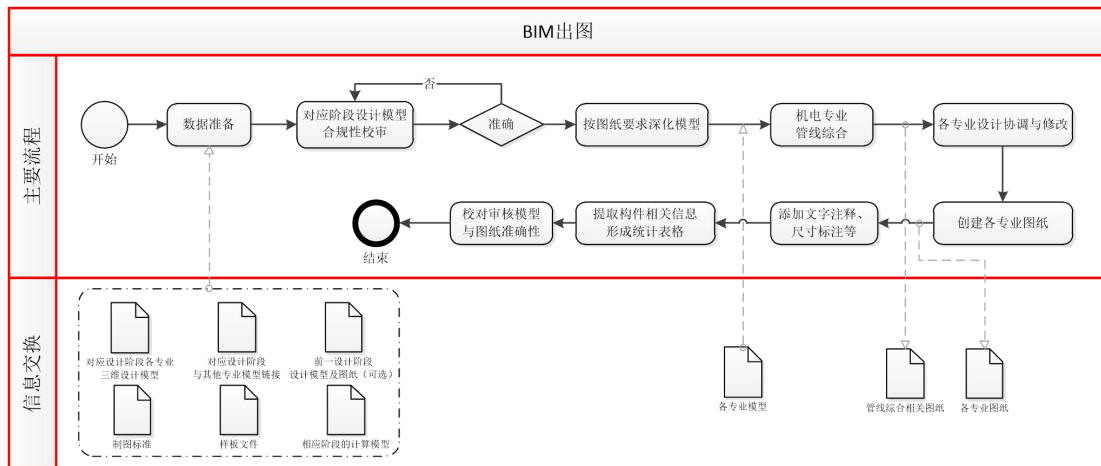 BIM出图
主要流程
否
开始
数据准备
对应阶段设计模型
合规性校审
准确
按图纸要求深化模型
机电专业
管线综合
各专业设计协调与修改
结束
校对审核模型
与图纸准确性
提取构件相关信息
形成统计表格
添加文字注释、
尺寸标注等
创建各专业图纸
信息交换
对应设计阶段各专业
三维设计模型
对应设计阶段
与其他专业模型链接
前一设计阶段
设计模型及图纸（可选）
制图标准
样板文件
相应阶段的计算模型
各专业模型
管线综合相关图纸
各专业图纸